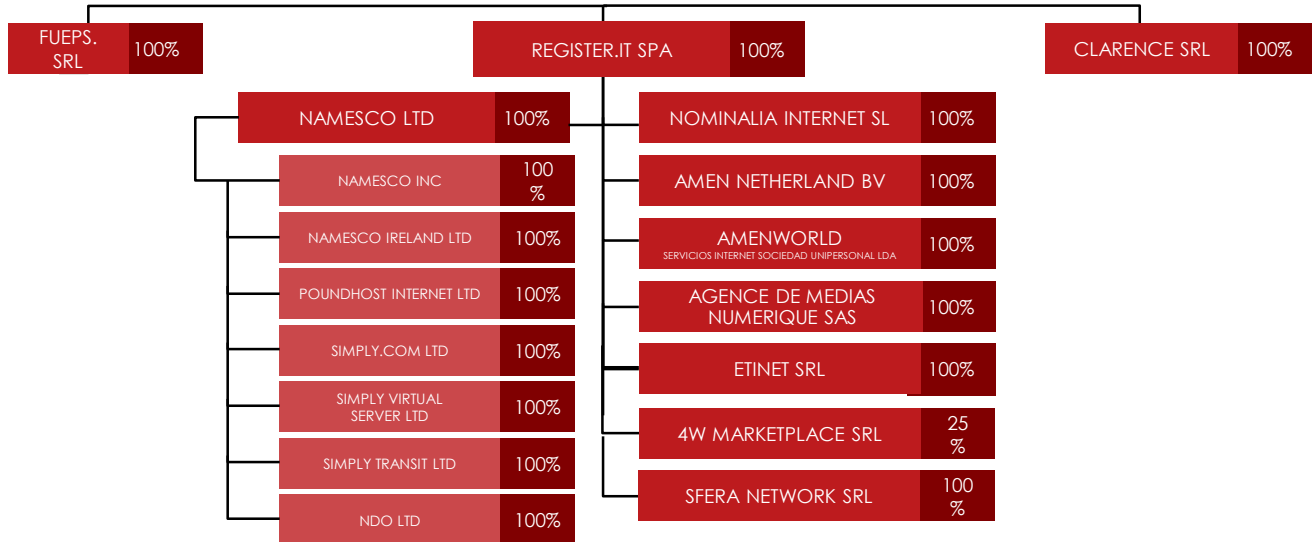 FUEPS.
SRL
100%
REGISTER.IT SPA
100%
CLARENCE SRL
100%
NAMESCO LTD
100%
NAMESCO INC
100
%
NAMESCO IRELAND LTD
100%
POUNDHOST INTERNET LTD
100%
SIMPLY.COM LTD
100%
SIMPLY VIRTUAL
SERVER LTD
100%
SIMPLY TRANSIT LTD
100%
NDO LTD
100%
NOMINALIA INTERNET SL
100%
AMEN NETHERLAND BV
100%
AMENWORLD
SERVICIOS INTERNET SOCIEDAD UNIPERSONAL LDA
100%
AGENCE DE MEDIAS
NUMERIQUE SAS
100%
ETINET SRL
100%
4W MARKETPLACE SRL
25
%
SFERA NETWORK SRL
100
%